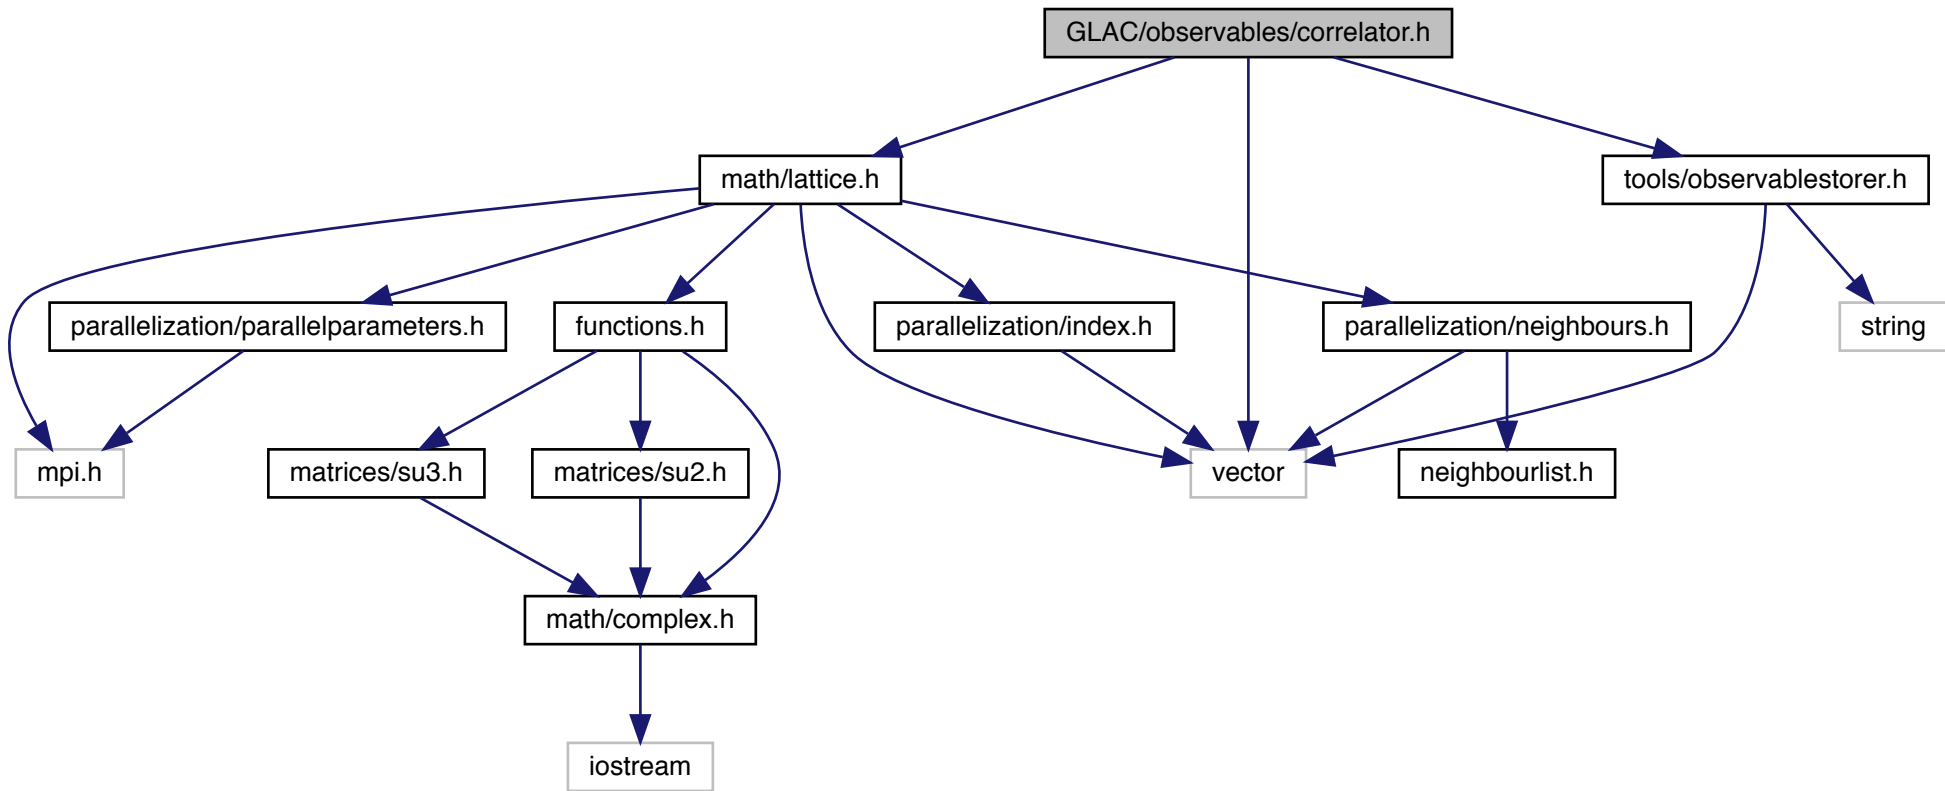 GLAC/observables/correlator.h
math/lattice.h
tools/observablestorer.h
parallelization/parallelparameters.h
functions.h
parallelization/index.h
parallelization/neighbours.h
string
mpi.h
matrices/su3.h
matrices/su2.h
vector
neighbourlist.h
math/complex.h
iostream